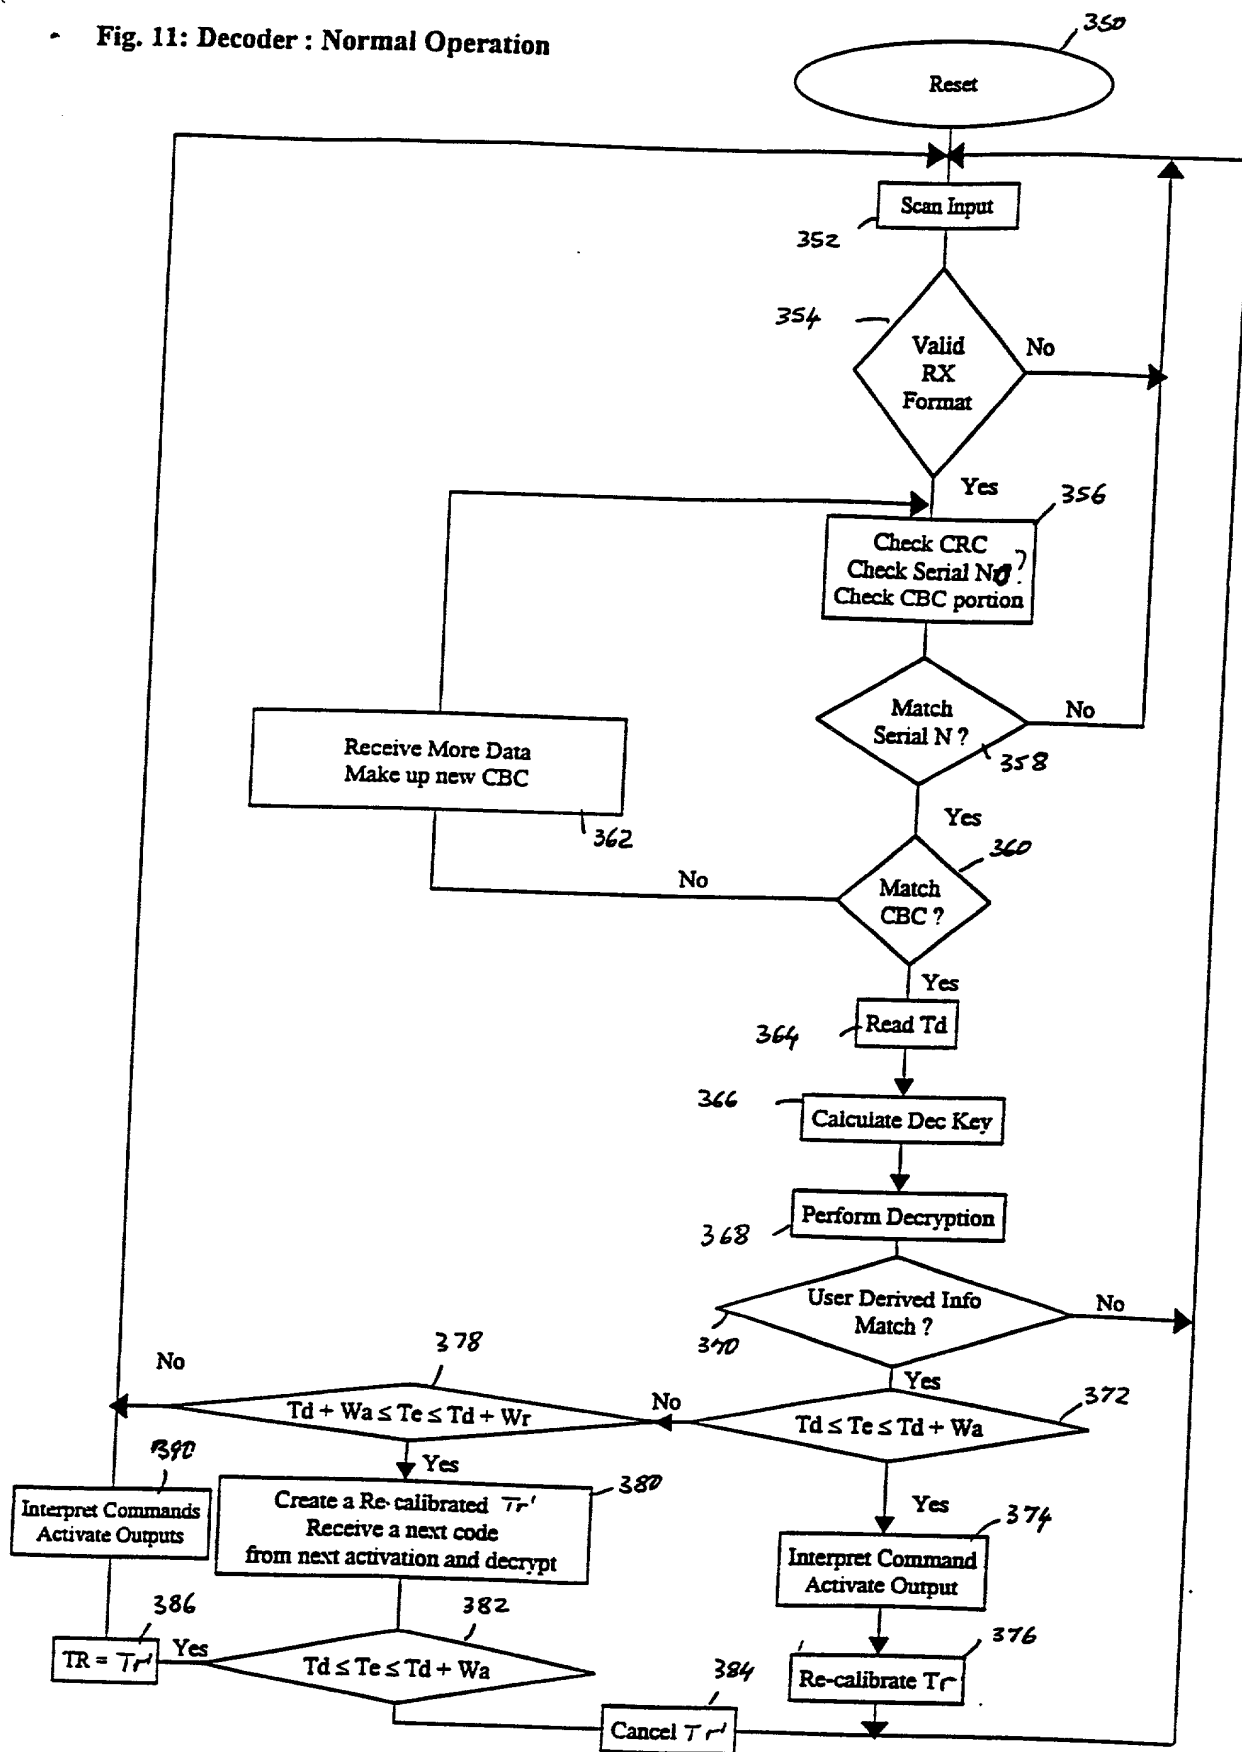 Fig. 11: Decoder : Normal Operation
350
Reset
Scan Input
352
354
Valid
RX
Format
No
Yes
356
Check CRC
Check Serial No?
Check CBC portion
Match
Serial N ?
No
358
Receive More Data
Make up new CBC
362
Yes
360
No
Match
CBC ?
Yes
364
Read Td
366
Calculate Dec Key
368
Perform Decryption
User Derived Info
Match ?
No
370
Yes
378
No
Td + Wa ≤ Te ≤ Td + Wr
No
372
Td ≤ Te ≤ Td + Wa
390
Yes
380
Interpret Commands
Activate Outputs
Create a Re-calibrated Tr'
Receive a next code
from next activation and decrypt
Yes
374
Interpret Command
Activate Output
386
382
376
TR = Tr'
Yes
Td ≤ Te ≤ Td + Wa
384
Re-calibrate Tr
Cancel Tr'